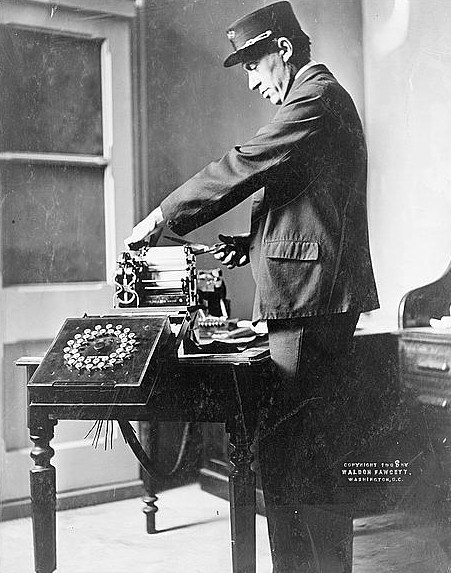 COPYRIGHT 1908 BY
WALDON FAWCETT,
WASHINGTON, D.C.